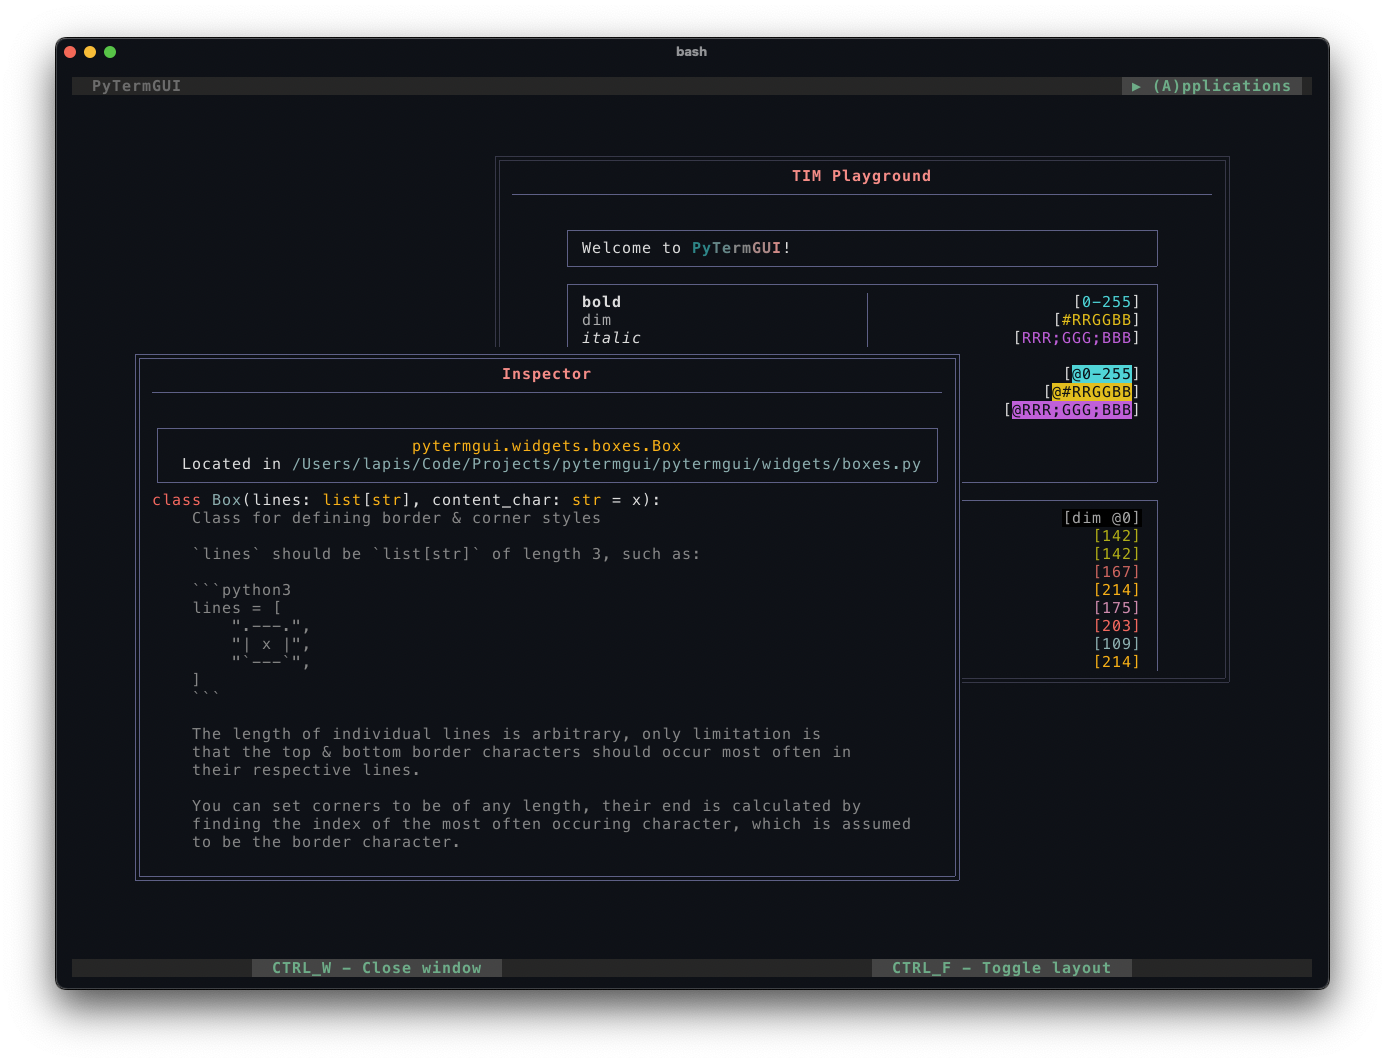 bash
PyTermGUI
▶ (A)pplications
TIM Playground
Welcome to PyTermGUI!
bold
[0-255]
dim
[#RRGGBB]
italic
[RRR;GGG;BBB]
[@0-255]
[@#RRGGBB]
[@RRR;GGG;BBB]
[dim @0]
[142]
[142]
[167]
[214]
[175]
[203]
[109]
[214]
Inspector
pytermgui.widgets.boxes.Box
Located in /Users/lapis/Code/Projects/pytermgui/pytermgui/widgets/boxes.py
class Box(lines: list[str], content_char: str = x):
Class for defining border & corner styles
`lines` should be `list[str]` of length 3, such as:
```python3
lines = [
".---.",
"| x |",
"`---`",
]
```
The length of individual lines is arbitrary, only limitation is
that the top & bottom border characters should occur most often in
their respective lines.
You can set corners to be of any length, their end is calculated by
finding the index of the most often occuring character, which is assumed
to be the border character.
CTRL_W - Close window
CTRL_F - Toggle layout